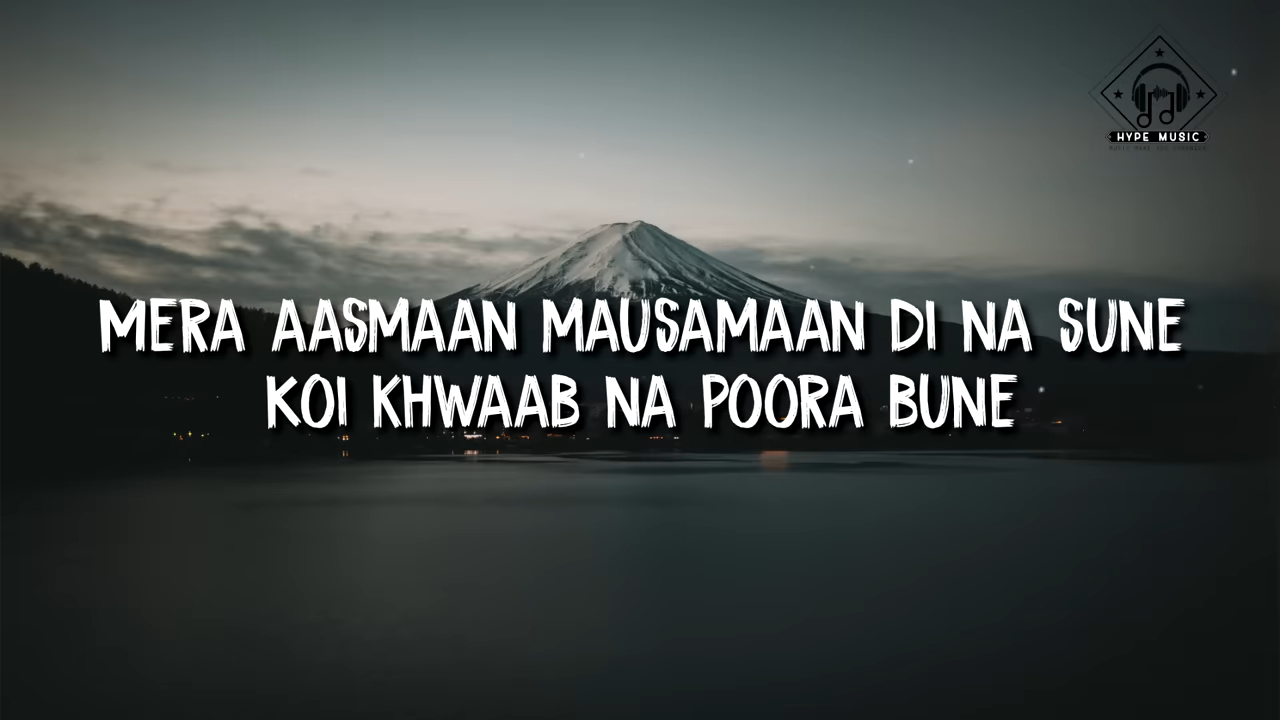 HYPE MUSIC
MERA AASMAAN MAUSAMAAN DI NA SUNE
KOI KHWAAB NA POORA BUNE